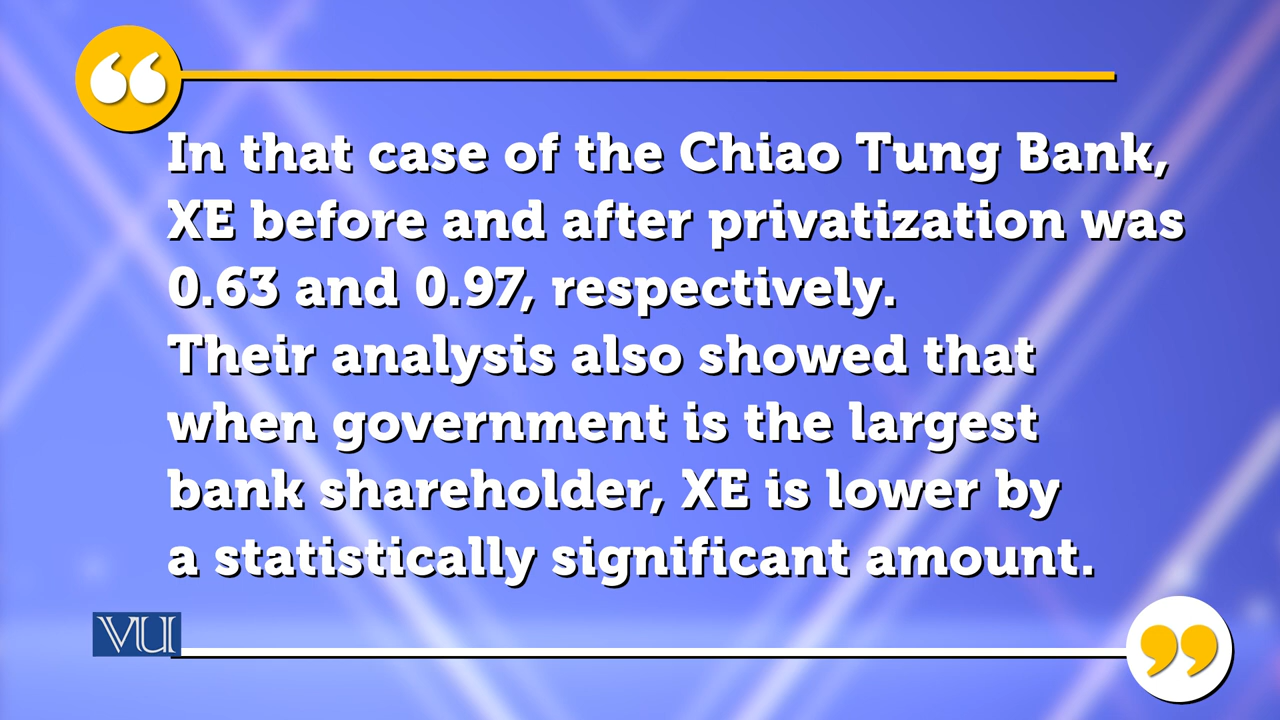 In that case of the Chiao Tung Bank,
XE before and after privatization was
0.63 and 0.97, respectively.
Their analysis also showed that
when government is the largest
bank shareholder, XE is lower by
a statistically significant amount.
VU